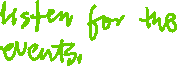 listen for the
events.